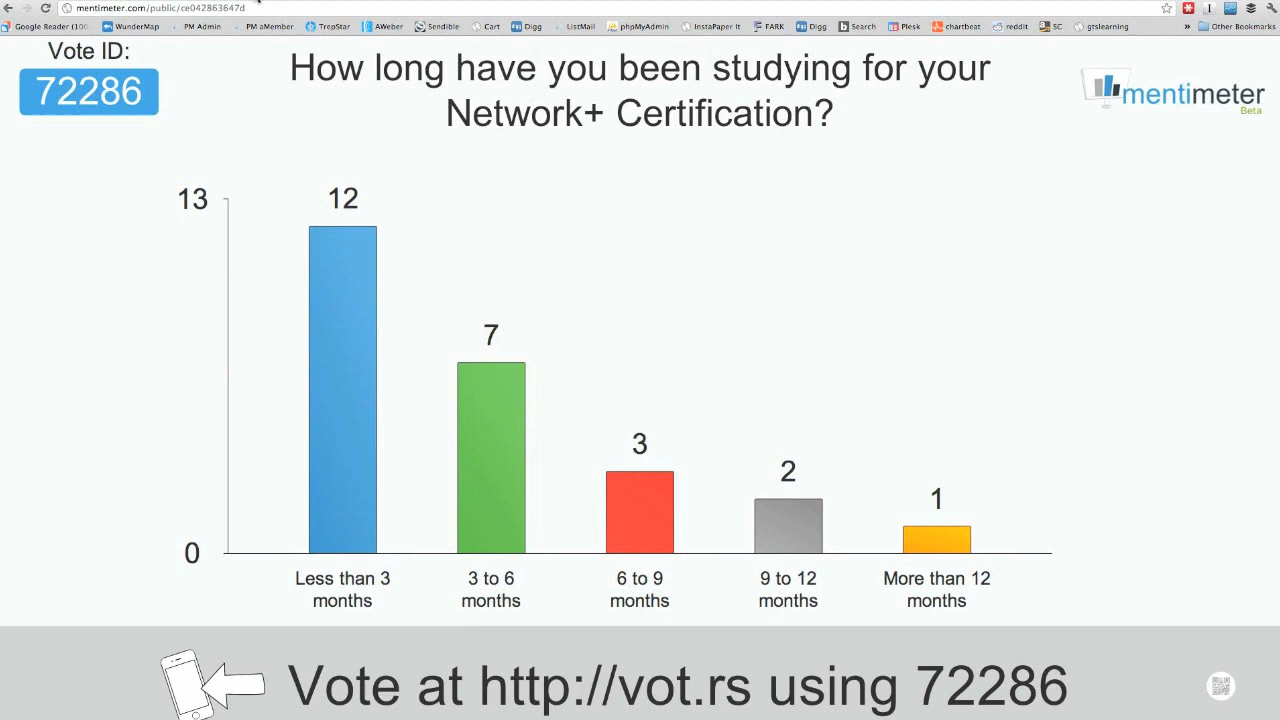 mentimeter.com/public/ce042863647d
Google Reader (100 WunderMap PM Admin PM aMember TrepStar AWeber Sendible Cart Digg ListMail phpMyAdmin InstaPaper It FARK Digg Search Plesk chartbeat reddit SC gtslearning » Other Bookmarks
Vote ID:
72286
How long have you been studying for your
Network+ Certification?
mentimeter
Beta
13
12
7
3
2
1
0
Less than 3
months
3 to 6
months
6 to 9
months
9 to 12
months
More than 12
months
Vote at http://vot.rs using 72286